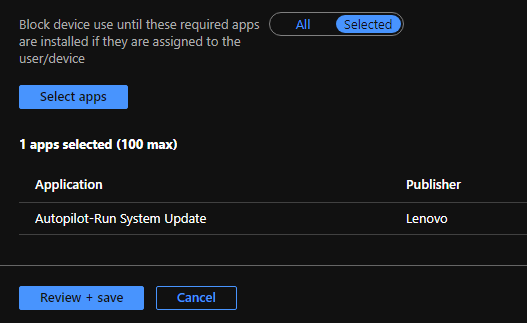 Block device use until these required apps
are installed if they are assigned to the
user/device
All Selected
Select apps
1 apps selected (100 max)
Application Publisher
Autopilot-Run System Update Lenovo
Review + save Cancel